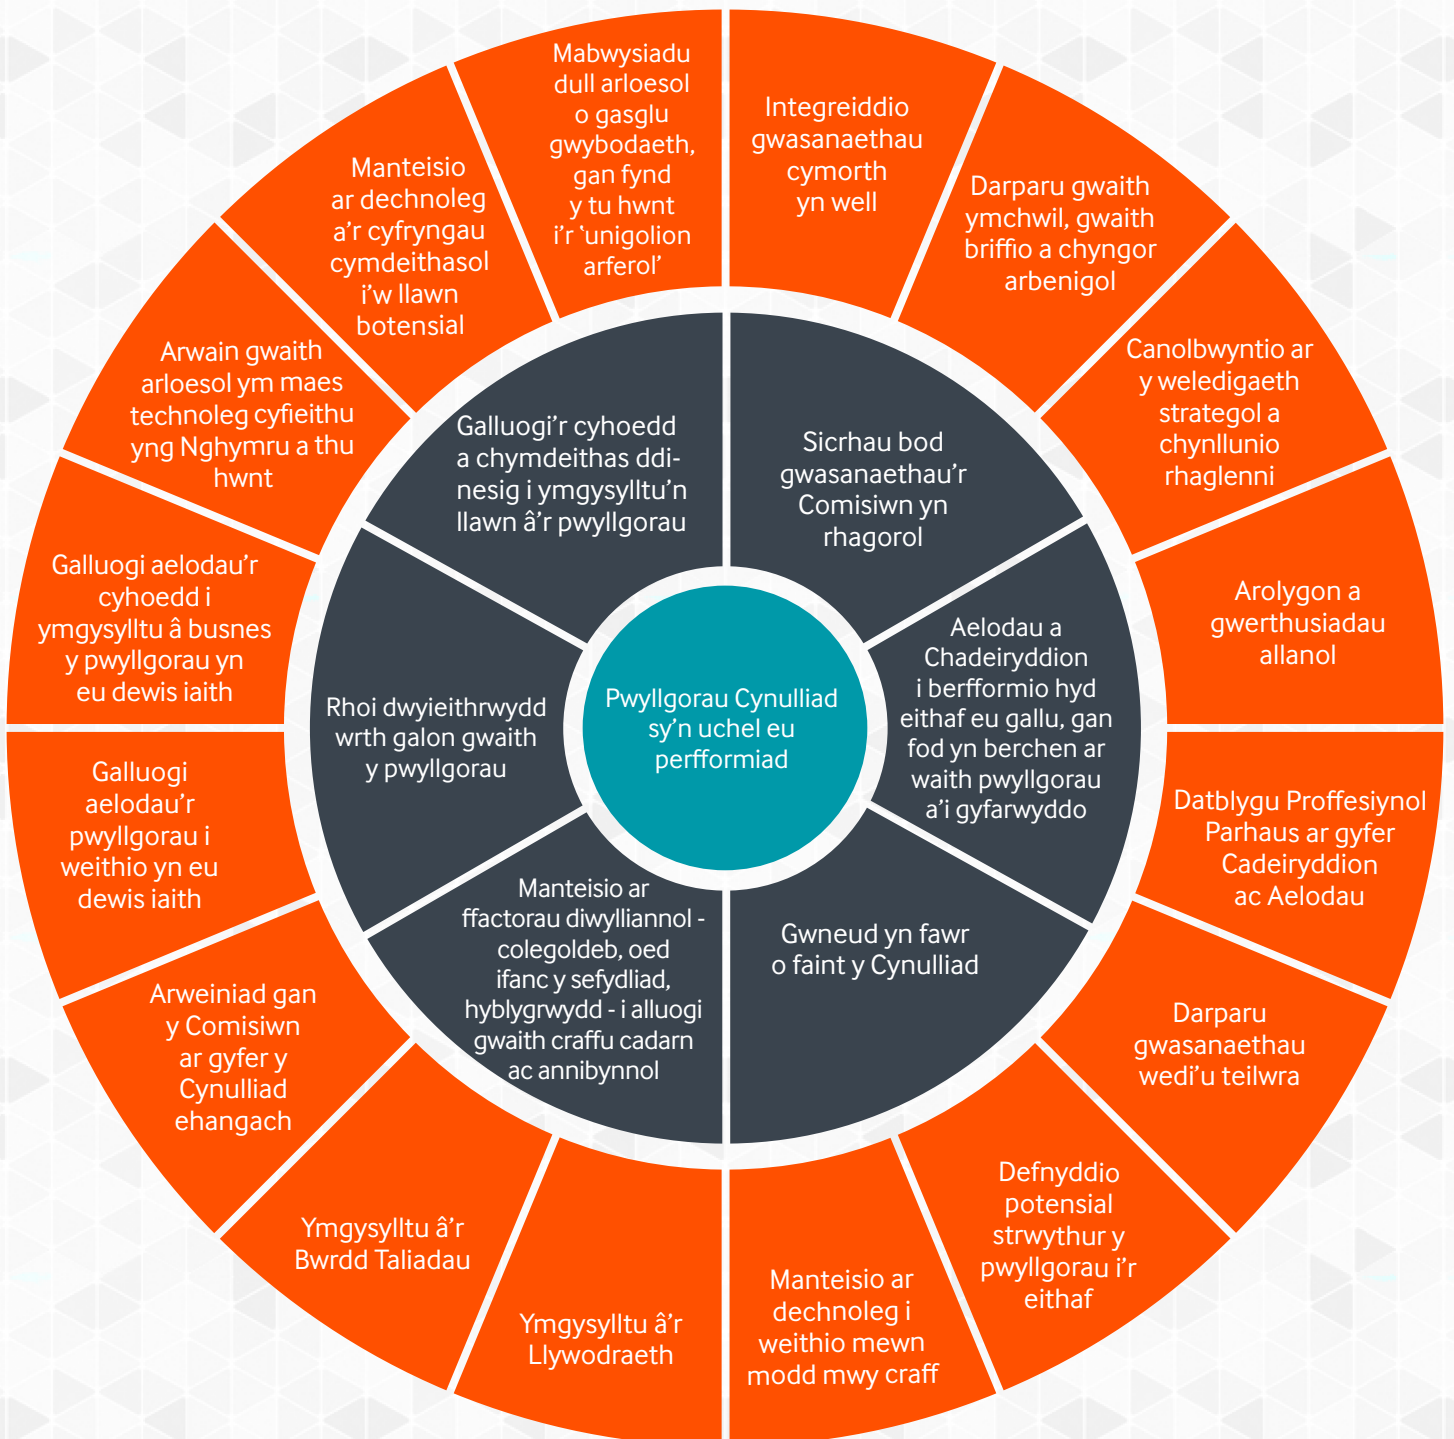 Mabwysiadu
dull arloesol
o gasglu
gwybodaeth,
gan fynd
y tu hwnt
i'r ‘unigolion
arferol’
Integreiddio
gwasanaethau
cymorth
yn well
Darparu gwaith
ymchwil, gwaith
briffio a chyngor
arbenigol
Canolbwyntio ar
y weledigaeth
strategol a
chynllunio
rhaglenni
Arolygon a
gwerthusiadau
allanol
Datblygu Proffesiynol
Parhaus ar gyfer
Cadeiryddion
ac Aelodau
Darparu
gwasanaethau
wedi’u teilwra
Defnyddio
potensial
strwythur y
pwyllgorau i’r
eithaf
Manteisio ar
dechnoleg i
weithio mewn
modd mwy craff
Ymgysylltu â’r
Llywodraeth
Ymgysylltu â’r
Bwrdd Taliadau
Arweiniad gan
y Comisiwn
ar gyfer y
Cynulliad
ehangach
Galluogi
aelodau’r
pwyllgorau i
weithio yn eu
dewis iaith
Galluogi aelodau’r
cyhoedd i
ymgysylltu â busnes
y pwyllgorau yn
eu dewis iaith
Arwain gwaith
arloesol ym maes
technoleg cyfieithu
yng Nghymru a thu
hwnt
Manteisio
ar dechnoleg
a’r cyfryngau
cymdeithasol
i’w llawn
botensial
Galluogi’r cyhoedd
a chymdeithas ddi-
nesig i ymgysylltu’n
llawn â’r pwyllgorau
Sicrhau bod
gwasanaethau’r
Comisiwn yn
rhagorol
Aelodau a
Chadeiryddion
i berfformio hyd
eithaf eu gallu, gan
fod yn berchen ar
waith pwyllgorau
a’i gyfarwyddo
Gwneud yn fawr
o faint y Cynulliad
Manteisio ar
ffactorau diwylliannol -
colegoldeb, oed
ifanc y sefydliad,
hyblygrwydd - i alluogi
gwaith craffu cadarn
ac annibynnol
Rhoi dwyieithrwydd
wrth galon gwaith
y pwyllgorau
Pwyllgorau Cynulliad
sy’n uchel eu
perfformiad